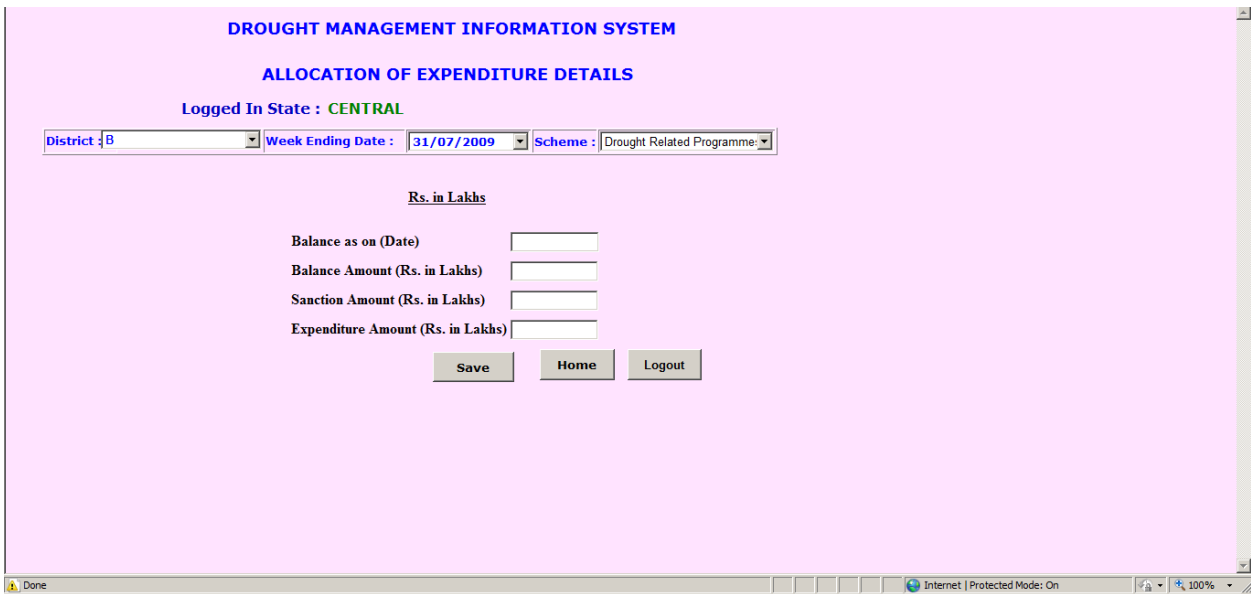 DROUGHT MANAGEMENT INFORMATION SYSTEM
ALLOCATION OF EXPENDITURE DETAILS
Logged In State : CENTRAL
District : B Week Ending Date : 31/07/2009 Scheme : Drought Related Programme
Rs. in Lakhs
Balance as on (Date)
Balance Amount (Rs. in Lakhs)
Sanction Amount (Rs. in Lakhs)
Expenditure Amount (Rs. in Lakhs)
Save Home Logout
Done Internet | Protected Mode: On 100%